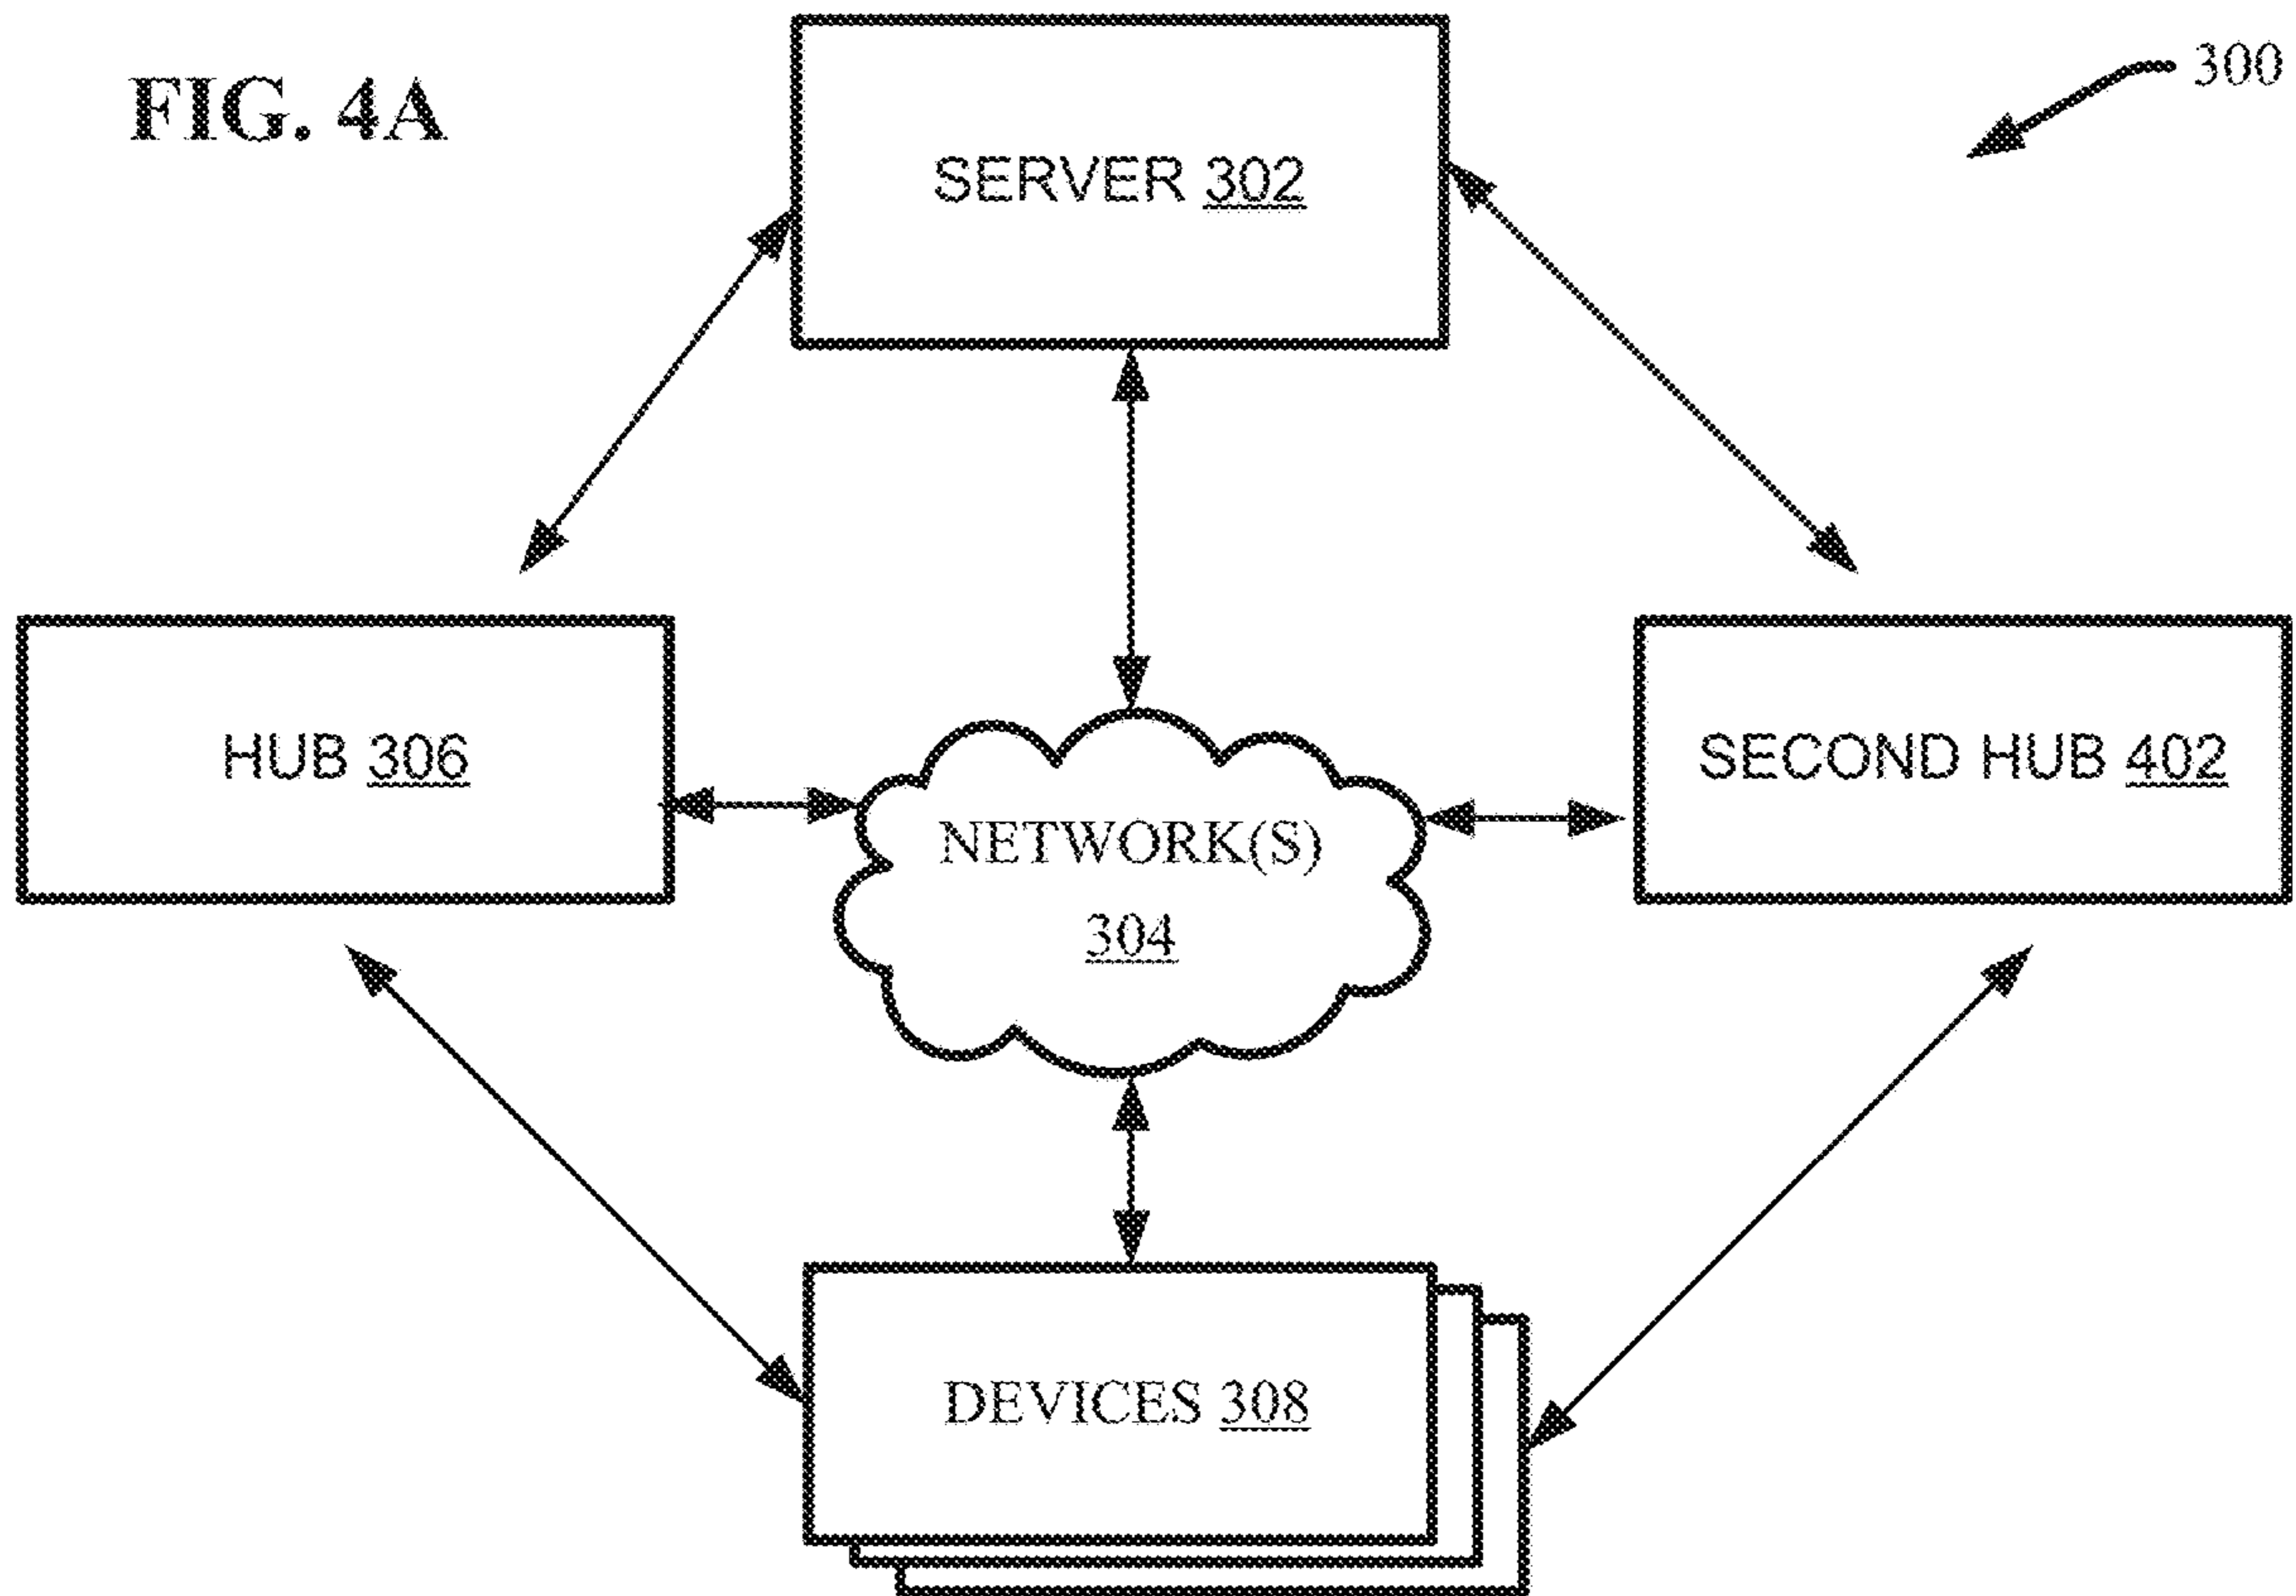 FIG. 4A
300
SERVER 302
HUB 306
SECOND HUB 402
NETWORK(S)
304
DEVICES 308